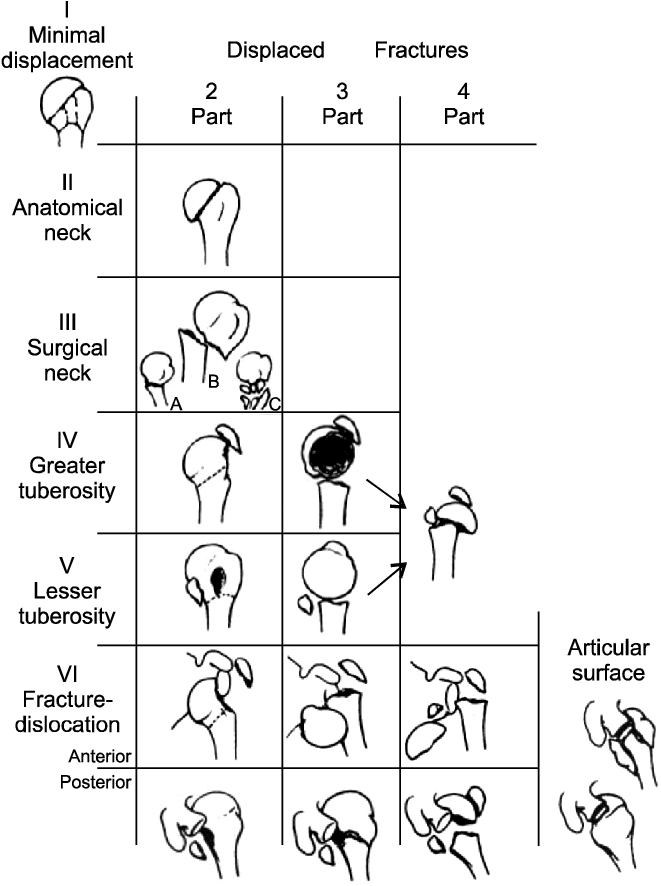 I
Minimal
displacement
Displaced Fractures
2
Part
3
Part
4
Part
II
Anatomical
neck
III
Surgical
neck
A
B
C
IV
Greater
tuberosity
V
Lesser
tuberosity
VI
Fracture-
dislocation
Anterior
Posterior
Articular
surface